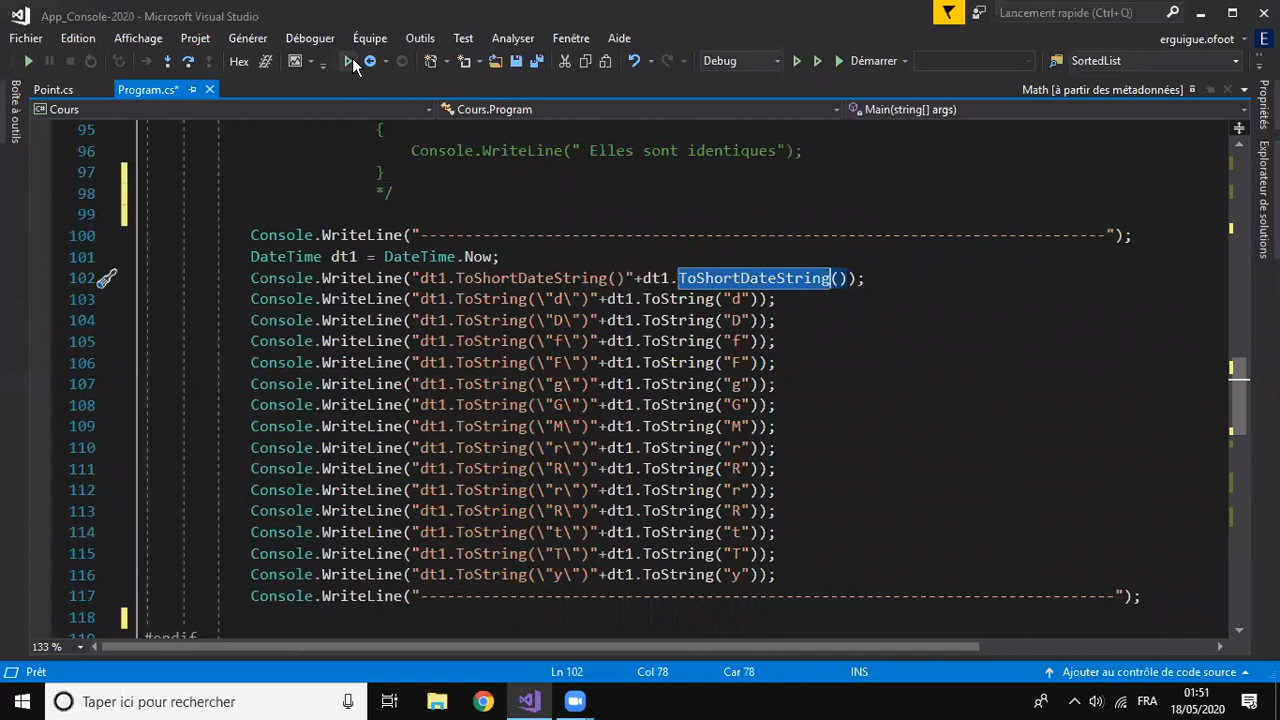 App_Console-2020 - Microsoft Visual Studio
Lancement rapide (Ctrl+Q)
Fichier Edition Affichage Projet Générer Déboguer Équipe Outils Test Analyser Fenêtre Aide
erguigue.ofoot E
Hex Debug Démarrer SortedList
Point.cs Program.cs* Math [à partir des métadonnées]
Cours Cours.Program Main(string[] args)
Boîte à outils
Propriétés
Explorateur de solutions
95 {
96 Console.WriteLine(" Elles sont identiques");
97 }
98 */
99
100 Console.WriteLine("-----------------------------------------------------------------------------");
101 DateTime dt1 = DateTime.Now;
102 Console.WriteLine("dt1.ToShortDateString()"+dt1.ToShortDateString());
103 Console.WriteLine("dt1.ToString(\"d\")"+dt1.ToString("d"));
104 Console.WriteLine("dt1.ToString(\"D\")"+dt1.ToString("D"));
105 Console.WriteLine("dt1.ToString(\"f\")"+dt1.ToString("f"));
106 Console.WriteLine("dt1.ToString(\"F\")"+dt1.ToString("F"));
107 Console.WriteLine("dt1.ToString(\"g\")"+dt1.ToString("g"));
108 Console.WriteLine("dt1.ToString(\"G\")"+dt1.ToString("G"));
109 Console.WriteLine("dt1.ToString(\"M\")"+dt1.ToString("M"));
110 Console.WriteLine("dt1.ToString(\"r\")"+dt1.ToString("r"));
111 Console.WriteLine("dt1.ToString(\"R\")"+dt1.ToString("R"));
112 Console.WriteLine("dt1.ToString(\"r\")"+dt1.ToString("r"));
113 Console.WriteLine("dt1.ToString(\"R\")"+dt1.ToString("R"));
114 Console.WriteLine("dt1.ToString(\"t\")"+dt1.ToString("t"));
115 Console.WriteLine("dt1.ToString(\"T\")"+dt1.ToString("T"));
116 Console.WriteLine("dt1.ToString(\"y\")"+dt1.ToString("y"));
117 Console.WriteLine("------------------------------------------------------------------------------");
118
119 #endif
133 %
Prêt Ln 102 Col 78 Car 78 INS Ajouter au contrôle de code source
Taper ici pour rechercher FRA 01:51
18/05/2020